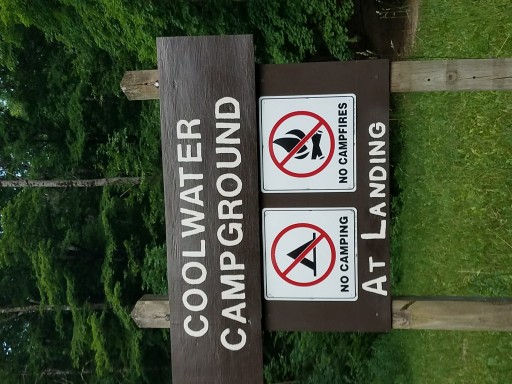 COOLWATER
CAMPGROUND
NO CAMPING
NO CAMPFIRES
AT LANDING